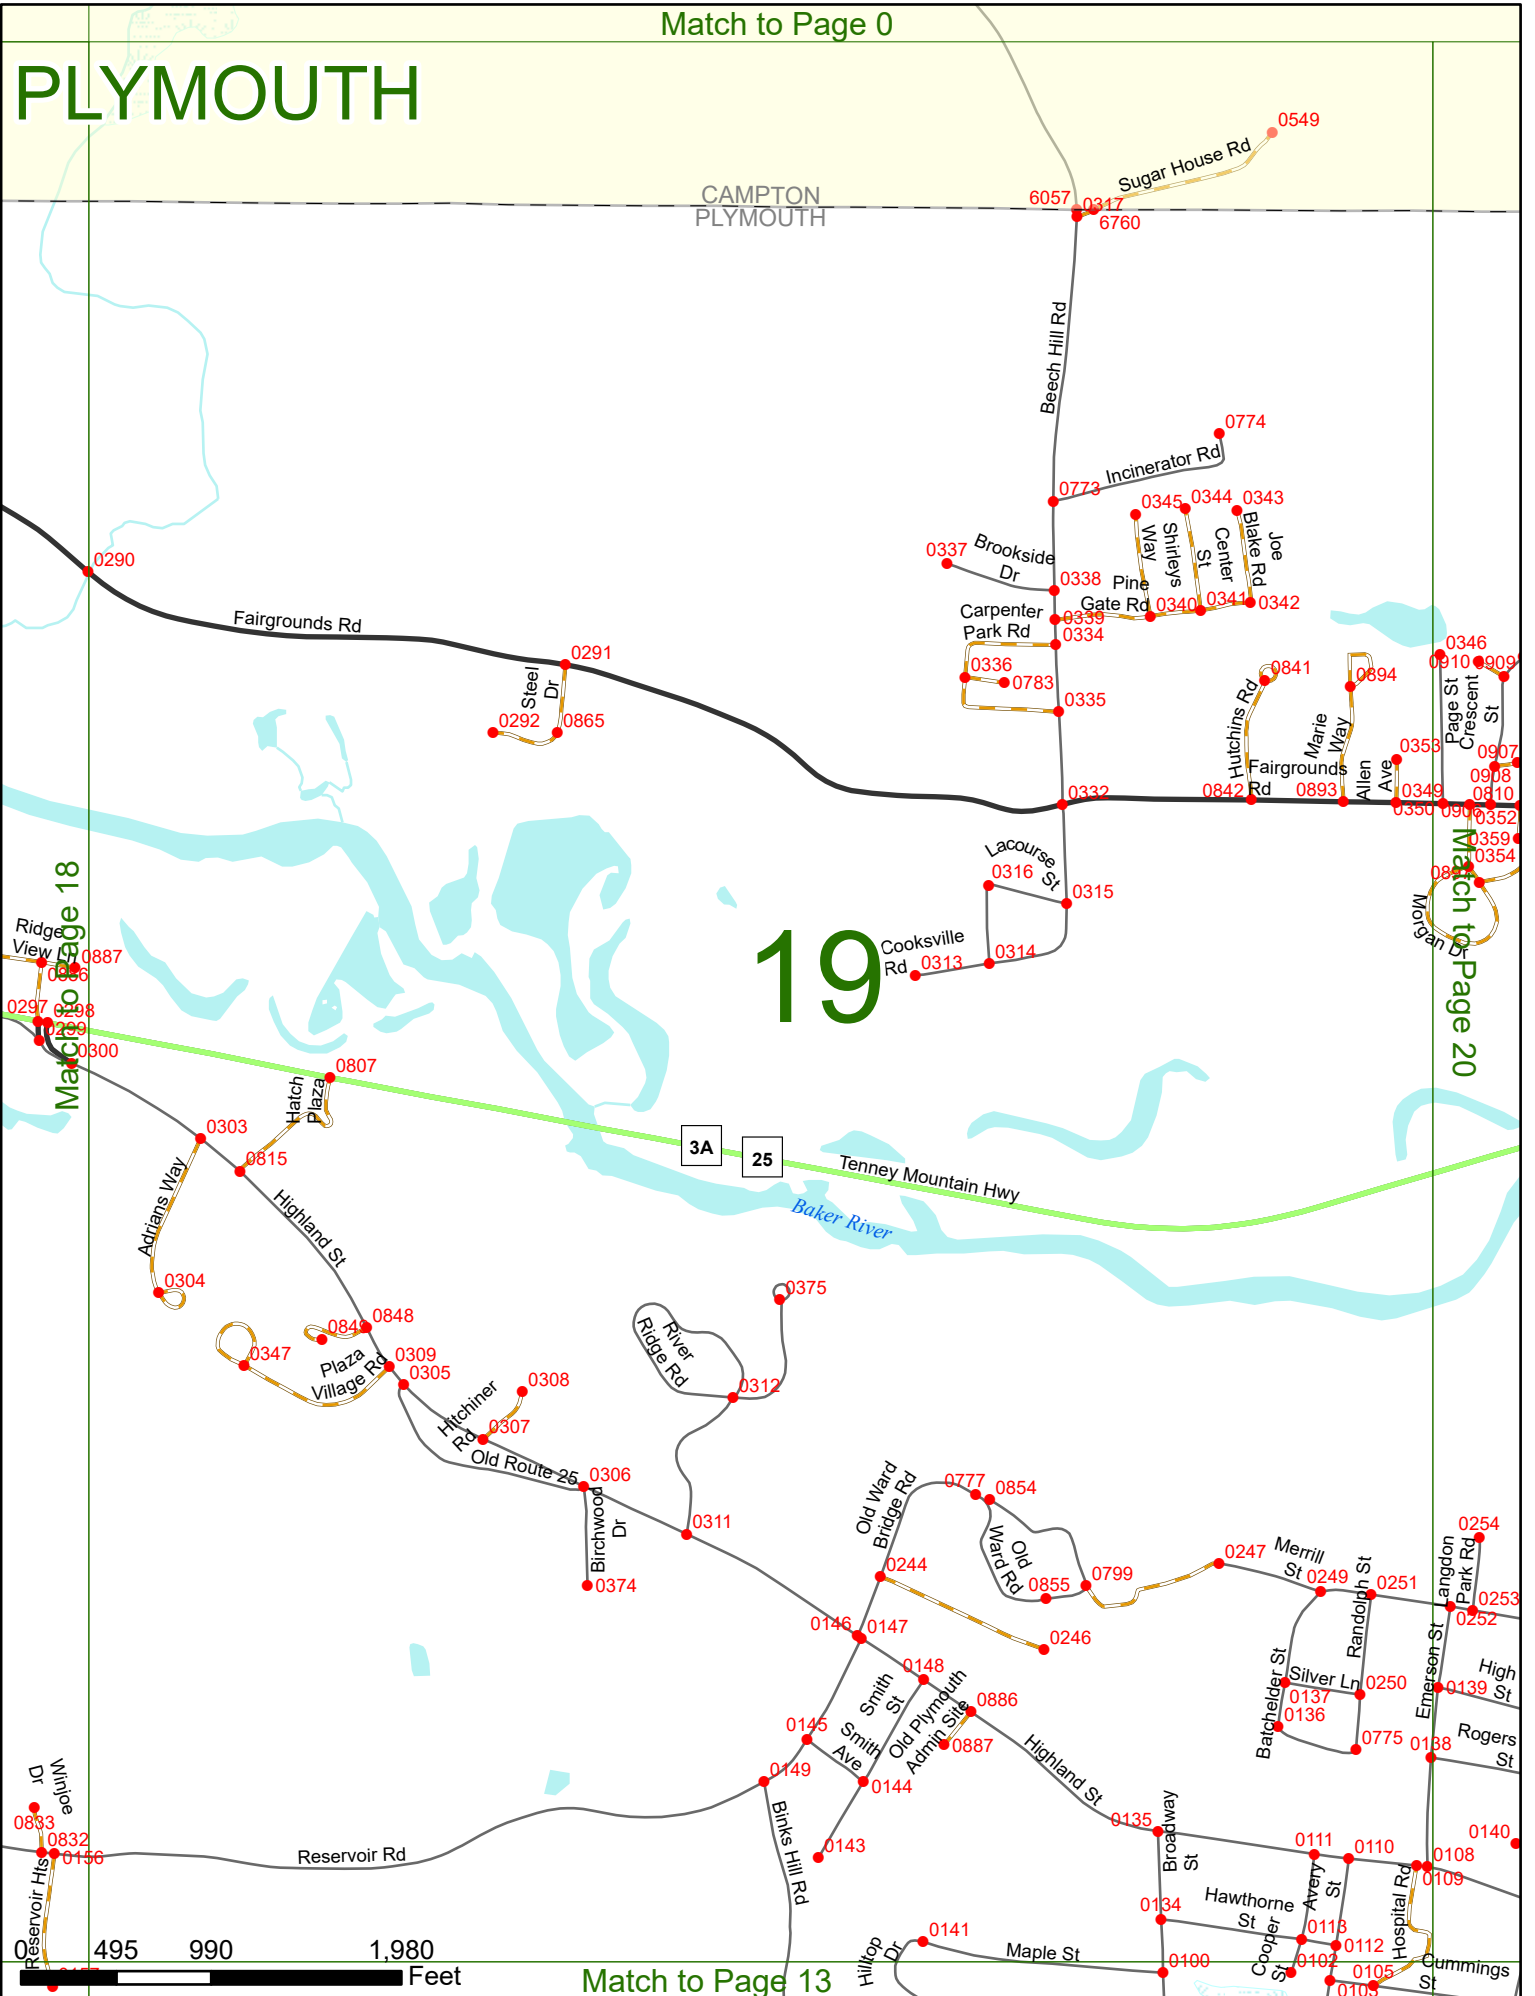 Match to Page 0
PLYMOUTH
0549
Sugar House Rd
CAMPTON
PLYMOUTH
6057
0317
6760
Beech Hill Rd
0774
Incinerator Rd
0773
0345
0344
0343
Shirleys
Way
Center
St
Joe
Blake Rd
0337
Brookside
Dr
0338
Pine
Gate Rd
0340
0341
0342
0339
Carpenter
Park Rd
0334
0336
0783
0335
0290
Fairgrounds Rd
0291
Steel
Dr
0292
0865
0841
Hutchins Rd
0894
Marie
Way
0346
0910
0909
Page St
Crescent
St
0353
Allen
Ave
0907
0908
Fairgrounds
Rd
0332
0842
0893
0349
0350
0906
0810
0352
0359
0354
Morgan Dr
Match to Page 20
Lacourse
St
0316
0315
Cooksville
Rd
0313
0314
19
Match to Page 18
Ridge
View Ln
0887
0297
0298
0299
0300
0807
Hatch
Plaza
0303
0815
3A
25
Tenney Mountain Hwy
Baker River
Adrians Way
Highland St
0304
0375
0848
0849
0347
Plaza
Village Rd
0309
0305
River
Ridge Rd
0312
Hitchiner
Rd
0308
0307
Old Route 25
0306
Birchwood
Dr
0311
0374
Old Ward
Bridge Rd
0777
0854
Old
Ward Rd
0244
0855
0799
0247
Merrill
St
0249
Randolph St
0251
Langdon
Park Rd
0254
0253
0252
0146
0147
0246
0148
Smith
St
Old Plymouth
Admin Site
0886
0887
Silver Ln
0250
Batchelder St
0137
0136
0775
Emerson St
0139
High
St
0138
Rogers
St
0145
Smith
Ave
0149
0144
Highland St
0143
Binks Hill Rd
Winjoe
Dr
0833
0832
0156
Reservoir Rd
Reservoir Hts
0135
Broadway
St
0111
0110
0140
0108
0109
Avery
St
Hospital Rd
0134
Hawthorne
St
0113
0112
Cooper
St
0102
0141
Hilltop
Dr
Maple St
0100
0105
0103
Cummings
St
0
495
990
1,980
Feet
Match to Page 13